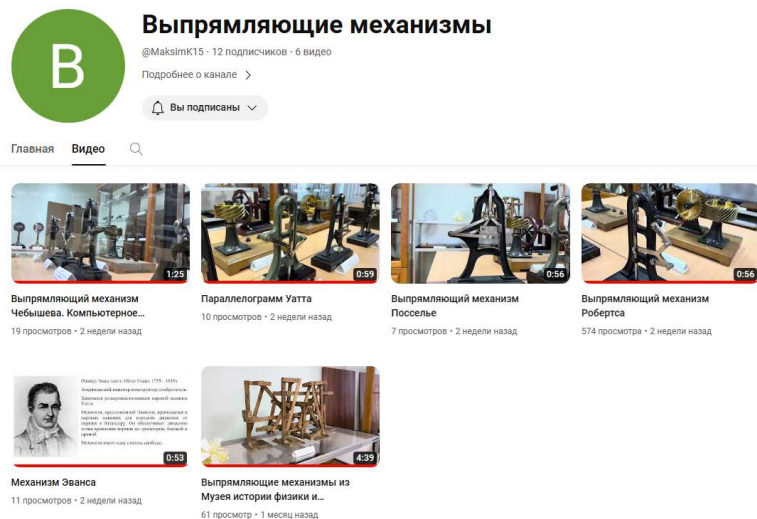 В
Выпрямляющие механизмы
@MaksimK15 · 12 подписчиков · 6 видео
Подробнее о канале
Вы подписаны
Главная Видео
1:25
0:59
0:56
0:56
Выпрямляющий механизм
Чебышева. Компьютерное...
19 просмотров • 2 недели назад
Параллелограмм Уатта
10 просмотров • 2 недели назад
Выпрямляющий механизм
Посселье
7 просмотров • 2 недели назад
Выпрямляющий механизм
Робертса
574 просмотра • 2 недели назад
0:53
4:39
Механизм Эванса
11 просмотров • 2 недели назад
Выпрямляющие механизмы из
Музея истории физики и...
61 просмотр • 1 месяц назад